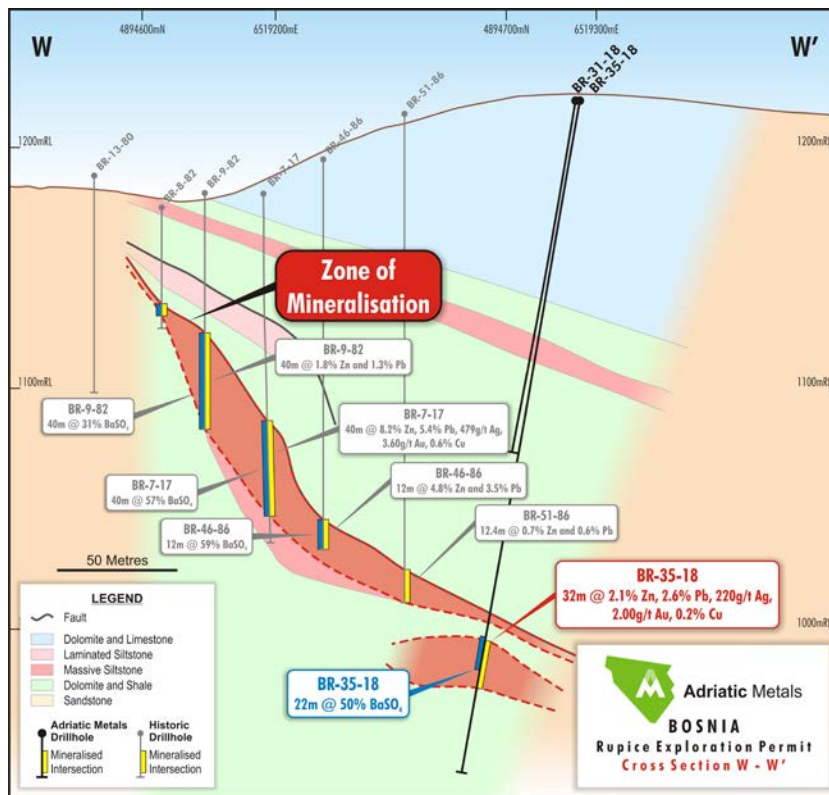 W
4894600mN
6519200mE
4894700mN
6519300mE
W'
BR-31-18
BR-35-18
BR-51-86
BR-46-86
BR-7-17
BR-9-82
BR-8-82
BR-13-80
1200mRL
1200mRL
Zone of
Mineralisation
1100mRL
1100mRL
BR-9-82
40m @ 1.8% Zn and 1.3% Pb
BR-9-82
40m @ 31% BaSO₄
BR-7-17
40m @ 8.2% Zn, 5.4% Pb, 479g/t Ag,
3.60g/t Au, 0.6% Cu
BR-7-17
40m @ 57% BaSO₄
BR-46-86
12m @ 4.8% Zn and 3.5% Pb
BR-46-86
12m @ 59% BaSO₄
BR-51-86
12.4m @ 0.7% Zn and 0.6% Pb
50 Metres
BR-35-18
32m @ 2.1% Zn, 2.6% Pb, 220g/t Ag,
2.00g/t Au, 0.2% Cu
1000mRL
1000mRL
BR-35-18
22m @ 50% BaSO₄
LEGEND
Fault
Dolomite and Limestone
Laminated Siltstone
Massive Siltstone
Dolomite and Shale
Sandstone
Adriatic Metals
Drillhole
Mineralised
Intersection
Historic
Drillhole
Mineralised
Intersection
Adriatic Metals
BOSNIA
Rupice Exploration Permit
Cross Section W - W'